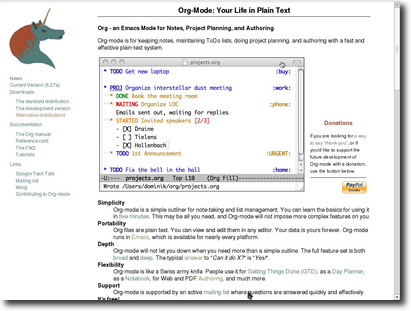 Org-Mode: Your Life in Plain Text
Org - an Emacs Mode for Notes, Project Planning, and Authoring
Org-mode is for keeping notes, maintaining ToDo lists, doing project planning, and authoring with a fast and
effective plain-text system.
News
Current Version (6.27a)
Downloads
The standard distribution
The development version
Alternative distributions
Documentation
The Org manual
Reference card
The FAQ
Tutorials
Links
Google Tech Talk
Mailing list
Worg
Contributing to Org-mode
projects.org
* TODO Get new laptop :buy:
* PROJ Organize interstellar dust meeting :work:
** DONE Book the meeting room
** WAITING Organize LOC :phone:
Emails sent out, waiting for replies
** STARTED Invited speakers [2/3]
- [X] Draine
- [ ] Tielens
- [X] Hollenbach
** TODO 1st Announcement :URGENT:
* TODO Fix the bell in the hall :home:
-U:--- projects.org Top L10 (Org Fill)
Wrote /Users/dominik/org/projects.org
Donations
If you are looking for a way
to say "thank you", or if
you'd like to support the
future development of
Org-mode with a donation,
use the button below.
PayPal
Donate
Simplicity
Org-mode is a simple outliner for note-taking and list management. You can learn the basics for using it
in five minutes. This may be all you need, and Org-mode will not impose more complex features on you
Portability
Org files are plain text. You can view and edit them in any editor. Your data is yours forever. Org-mode
runs in Emacs, which is available for nearly every platform.
Depth
Org-mode will not let you down when you need more than a simple outline. The full feature set is both
broad and deep. The typical answer to "Can it do X?" is "Yes!".
Flexibility
Org-mode is like a Swiss army knife. People use it for Getting Things Done (GTD), as a Day Planner,
as a Notebook, for Web and PDF Authoring, and much more.
Support
Org-mode is supported by an active mailing list where questions are answered quickly and effectively.
It's free!